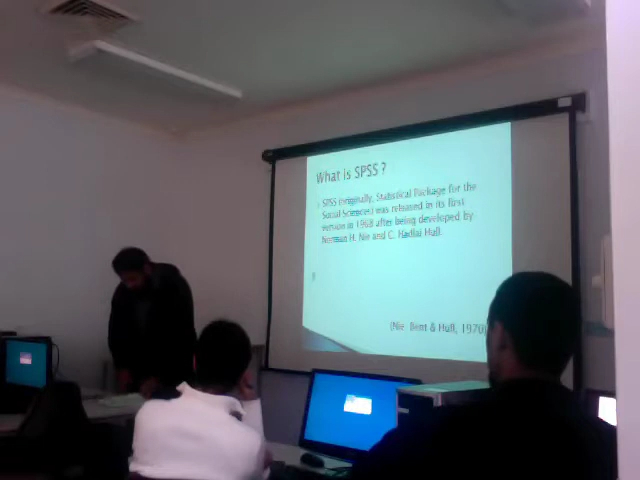 What is SPSS ?
SPSS (originally, Statistical Package for the
Social Sciences) was released in its first
version in 1968 after being developed by
Norman H. Nie and C. Hadlai Hull.
(Nie, Bent & Hull, 1970)